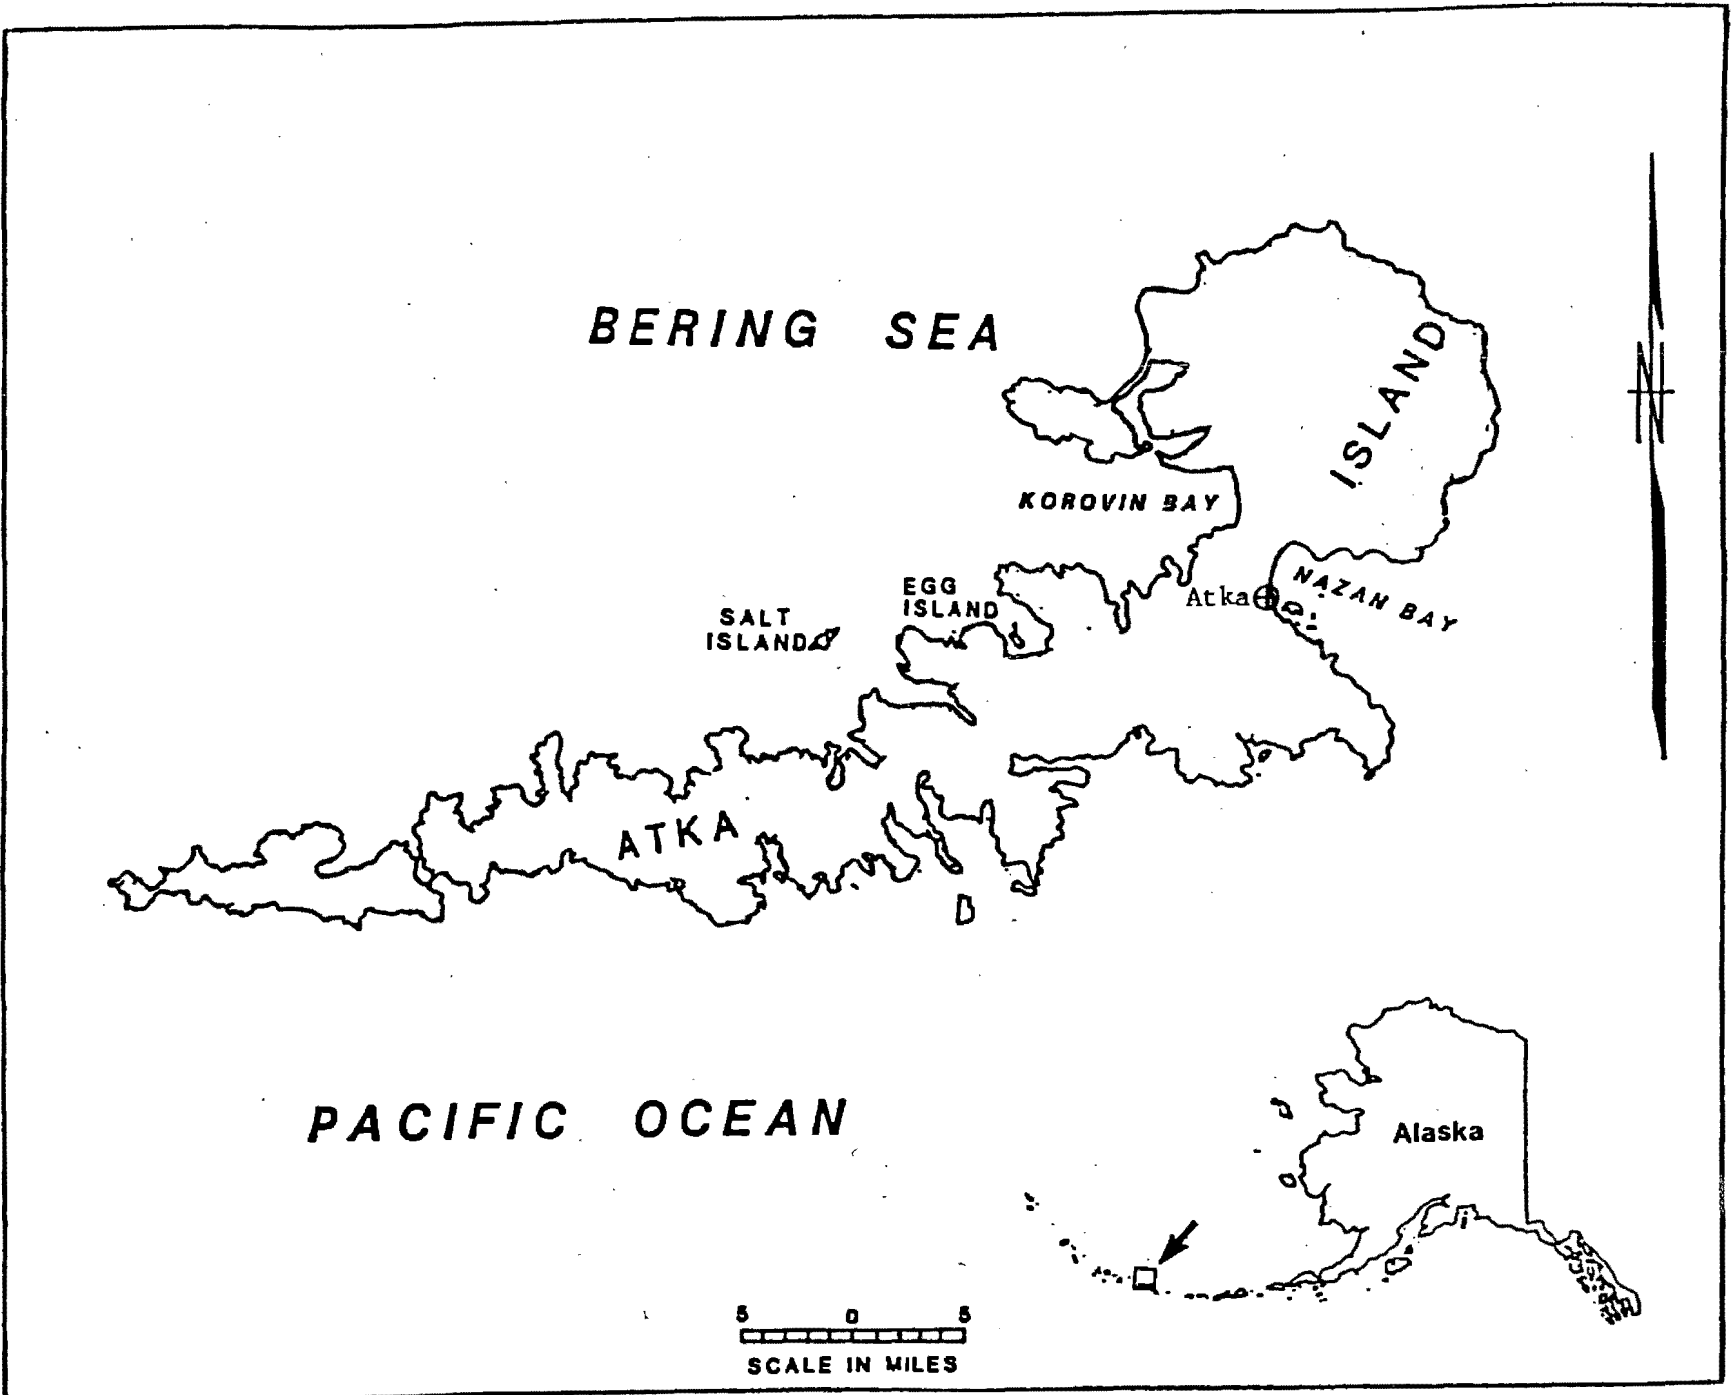 BERING SEA
ISLAND
N
KOROVIN BAY
NAZAN BAY
EGG
ISLAND
Atka
SALT
ISLAND
ATKA
PACIFIC OCEAN
Alaska
5 0 5
SCALE IN MILES